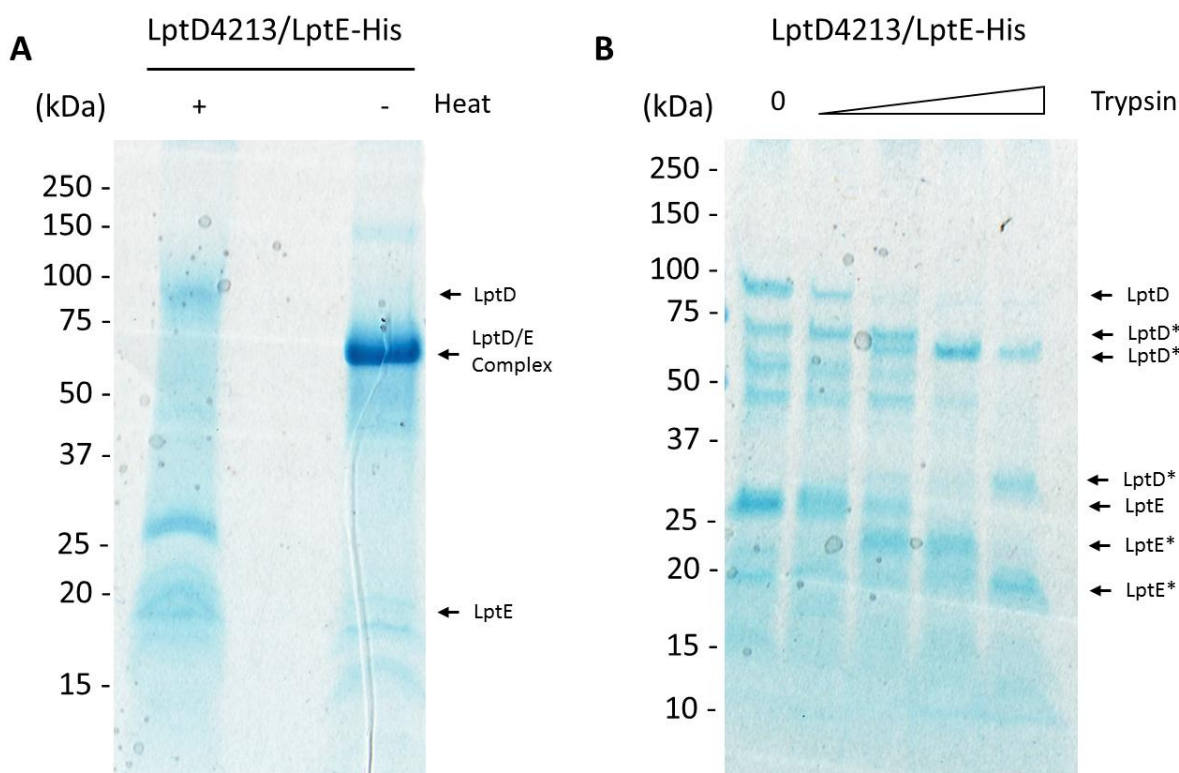 A
LptD4213/LptE-His
(kDa) + - Heat
250 -
150 -
100 -
75 -
50 -
37 -
25 -
20 -
15 -
LptD
LptD/E
Complex
LptE
B
LptD4213/LptE-His
(kDa) 0 Trypsin
250 -
150 -
100 -
75 -
50 -
37 -
25 -
20 -
15 -
10 -
LptD
LptD*
LptD*
LptD*
LptE
LptE*
LptE*